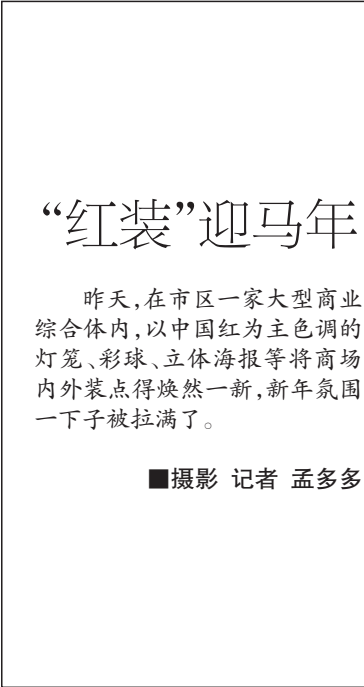 “红装”迎马年
昨天,在市区一家大型商业
综合体内,以中国红为主色调的
灯笼、彩球、立体海报等将商场
内外装点得焕然一新,新年氛围
一下子被拉满了。
■摄影 记者 孟多多